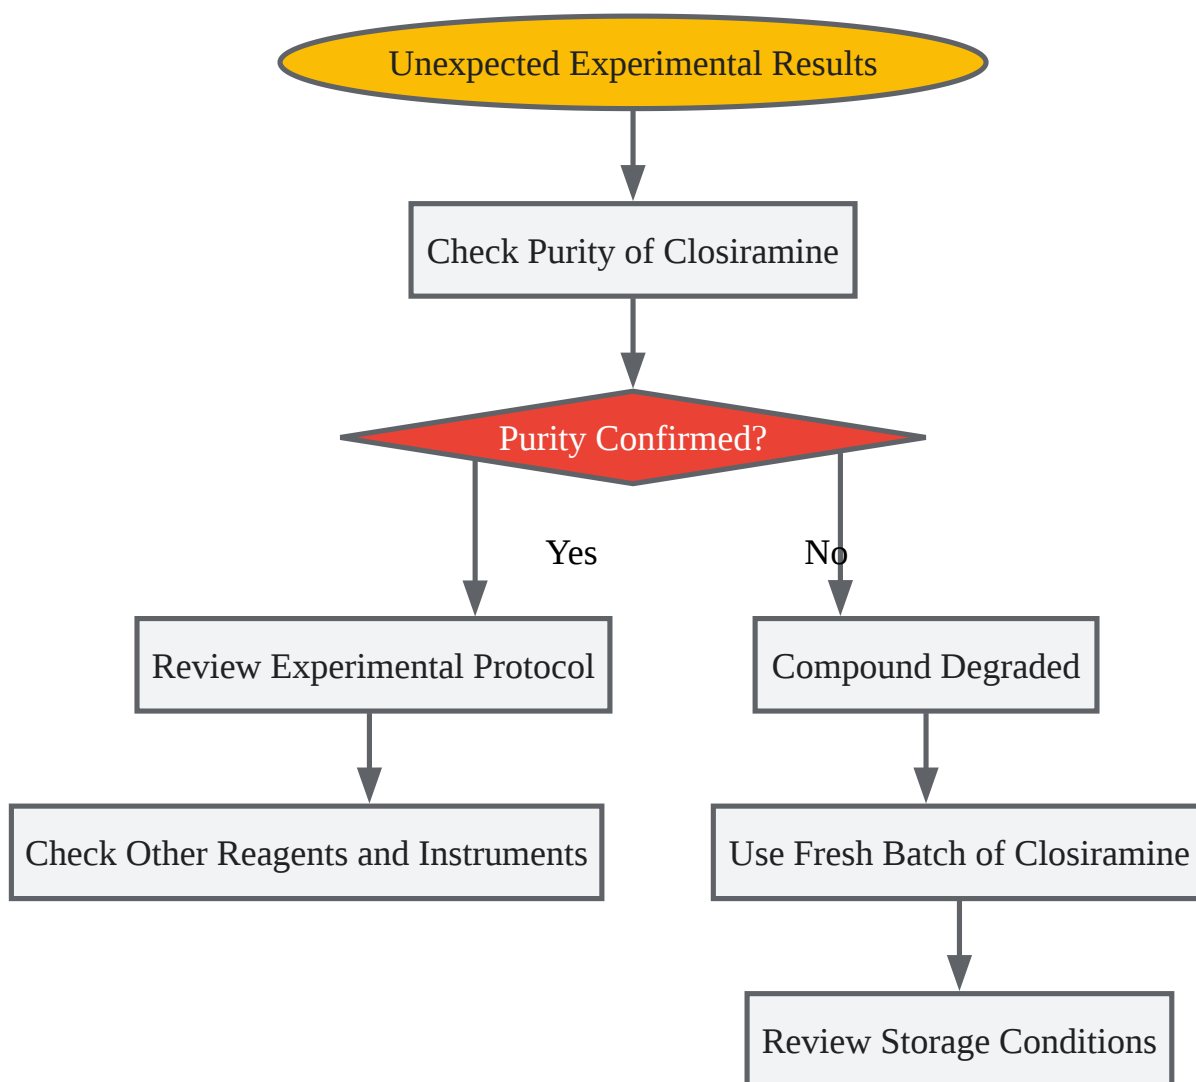 Unexpected Experimental Results
Check Purity of Closiramine
Purity Confirmed?
Yes
No
Review Experimental Protocol
Compound Degraded
Check Other Reagents and Instruments
Use Fresh Batch of Closiramine
Review Storage Conditions